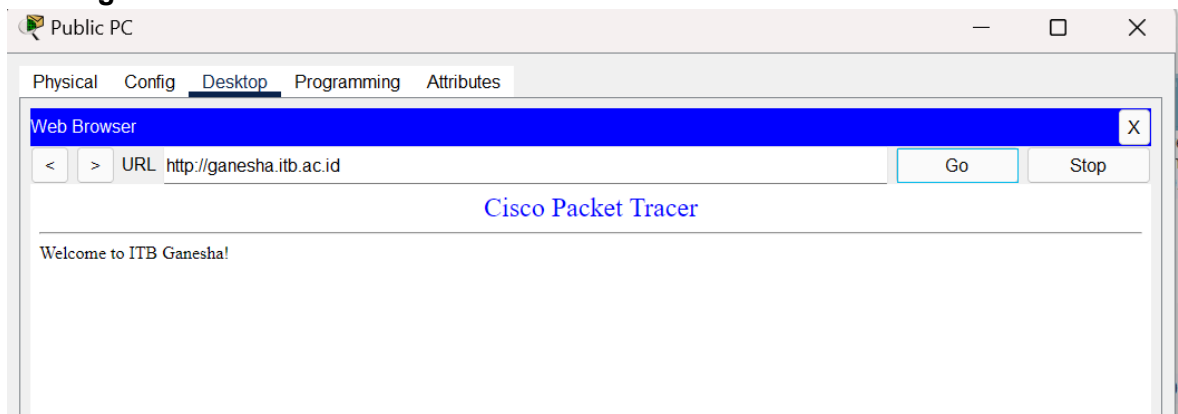 Public PC
Physical Config Desktop Programming Attributes
Web Browser X
< > URL http://ganesha.itb.ac.id Go Stop
Cisco Packet Tracer
Welcome to ITB Ganesha!